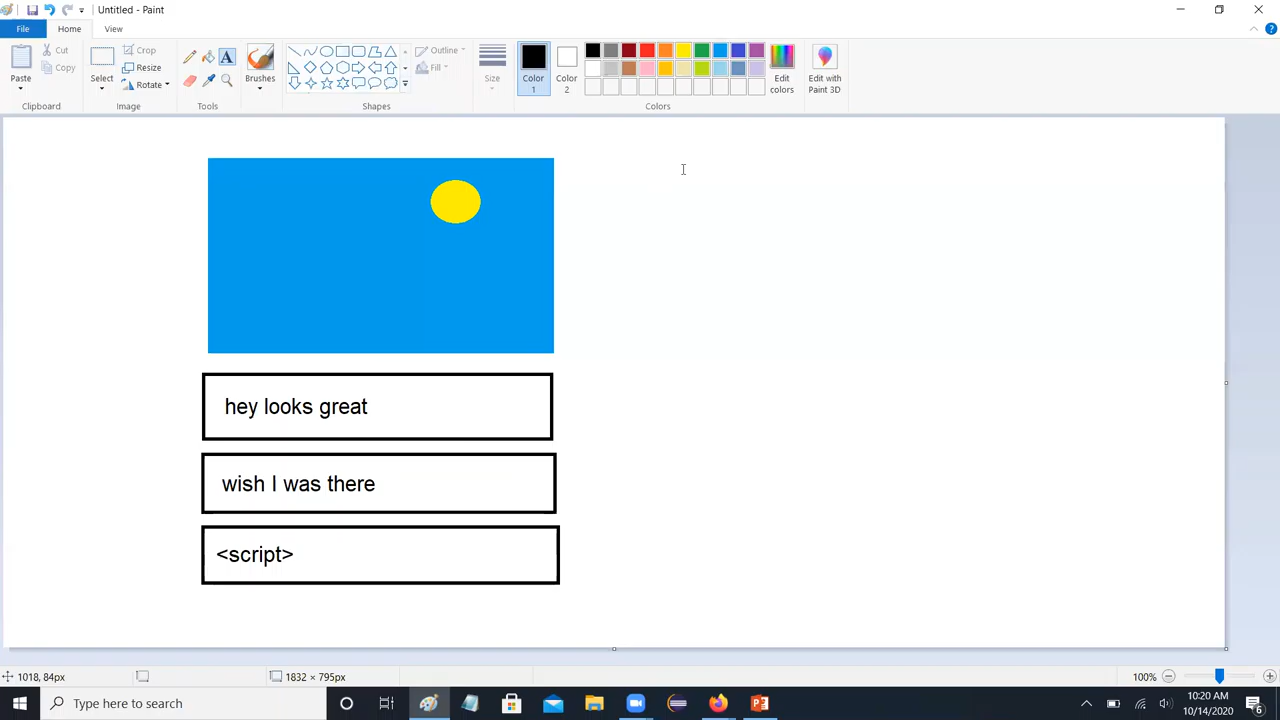 Untitled - Paint
File
Home
View
Paste
Cut
Copy
Clipboard
Select
Crop
Resize
Rotate
Image
A
Tools
Brushes
Outline
Fill
Shapes
Size
Color
1
Color
2
Edit
colors
Colors
Edit with
Paint 3D
hey looks great
wish I was there
<script>
1018, 84px
1832 × 795px
100%
Type here to search
10:20 AM
10/14/2020
6